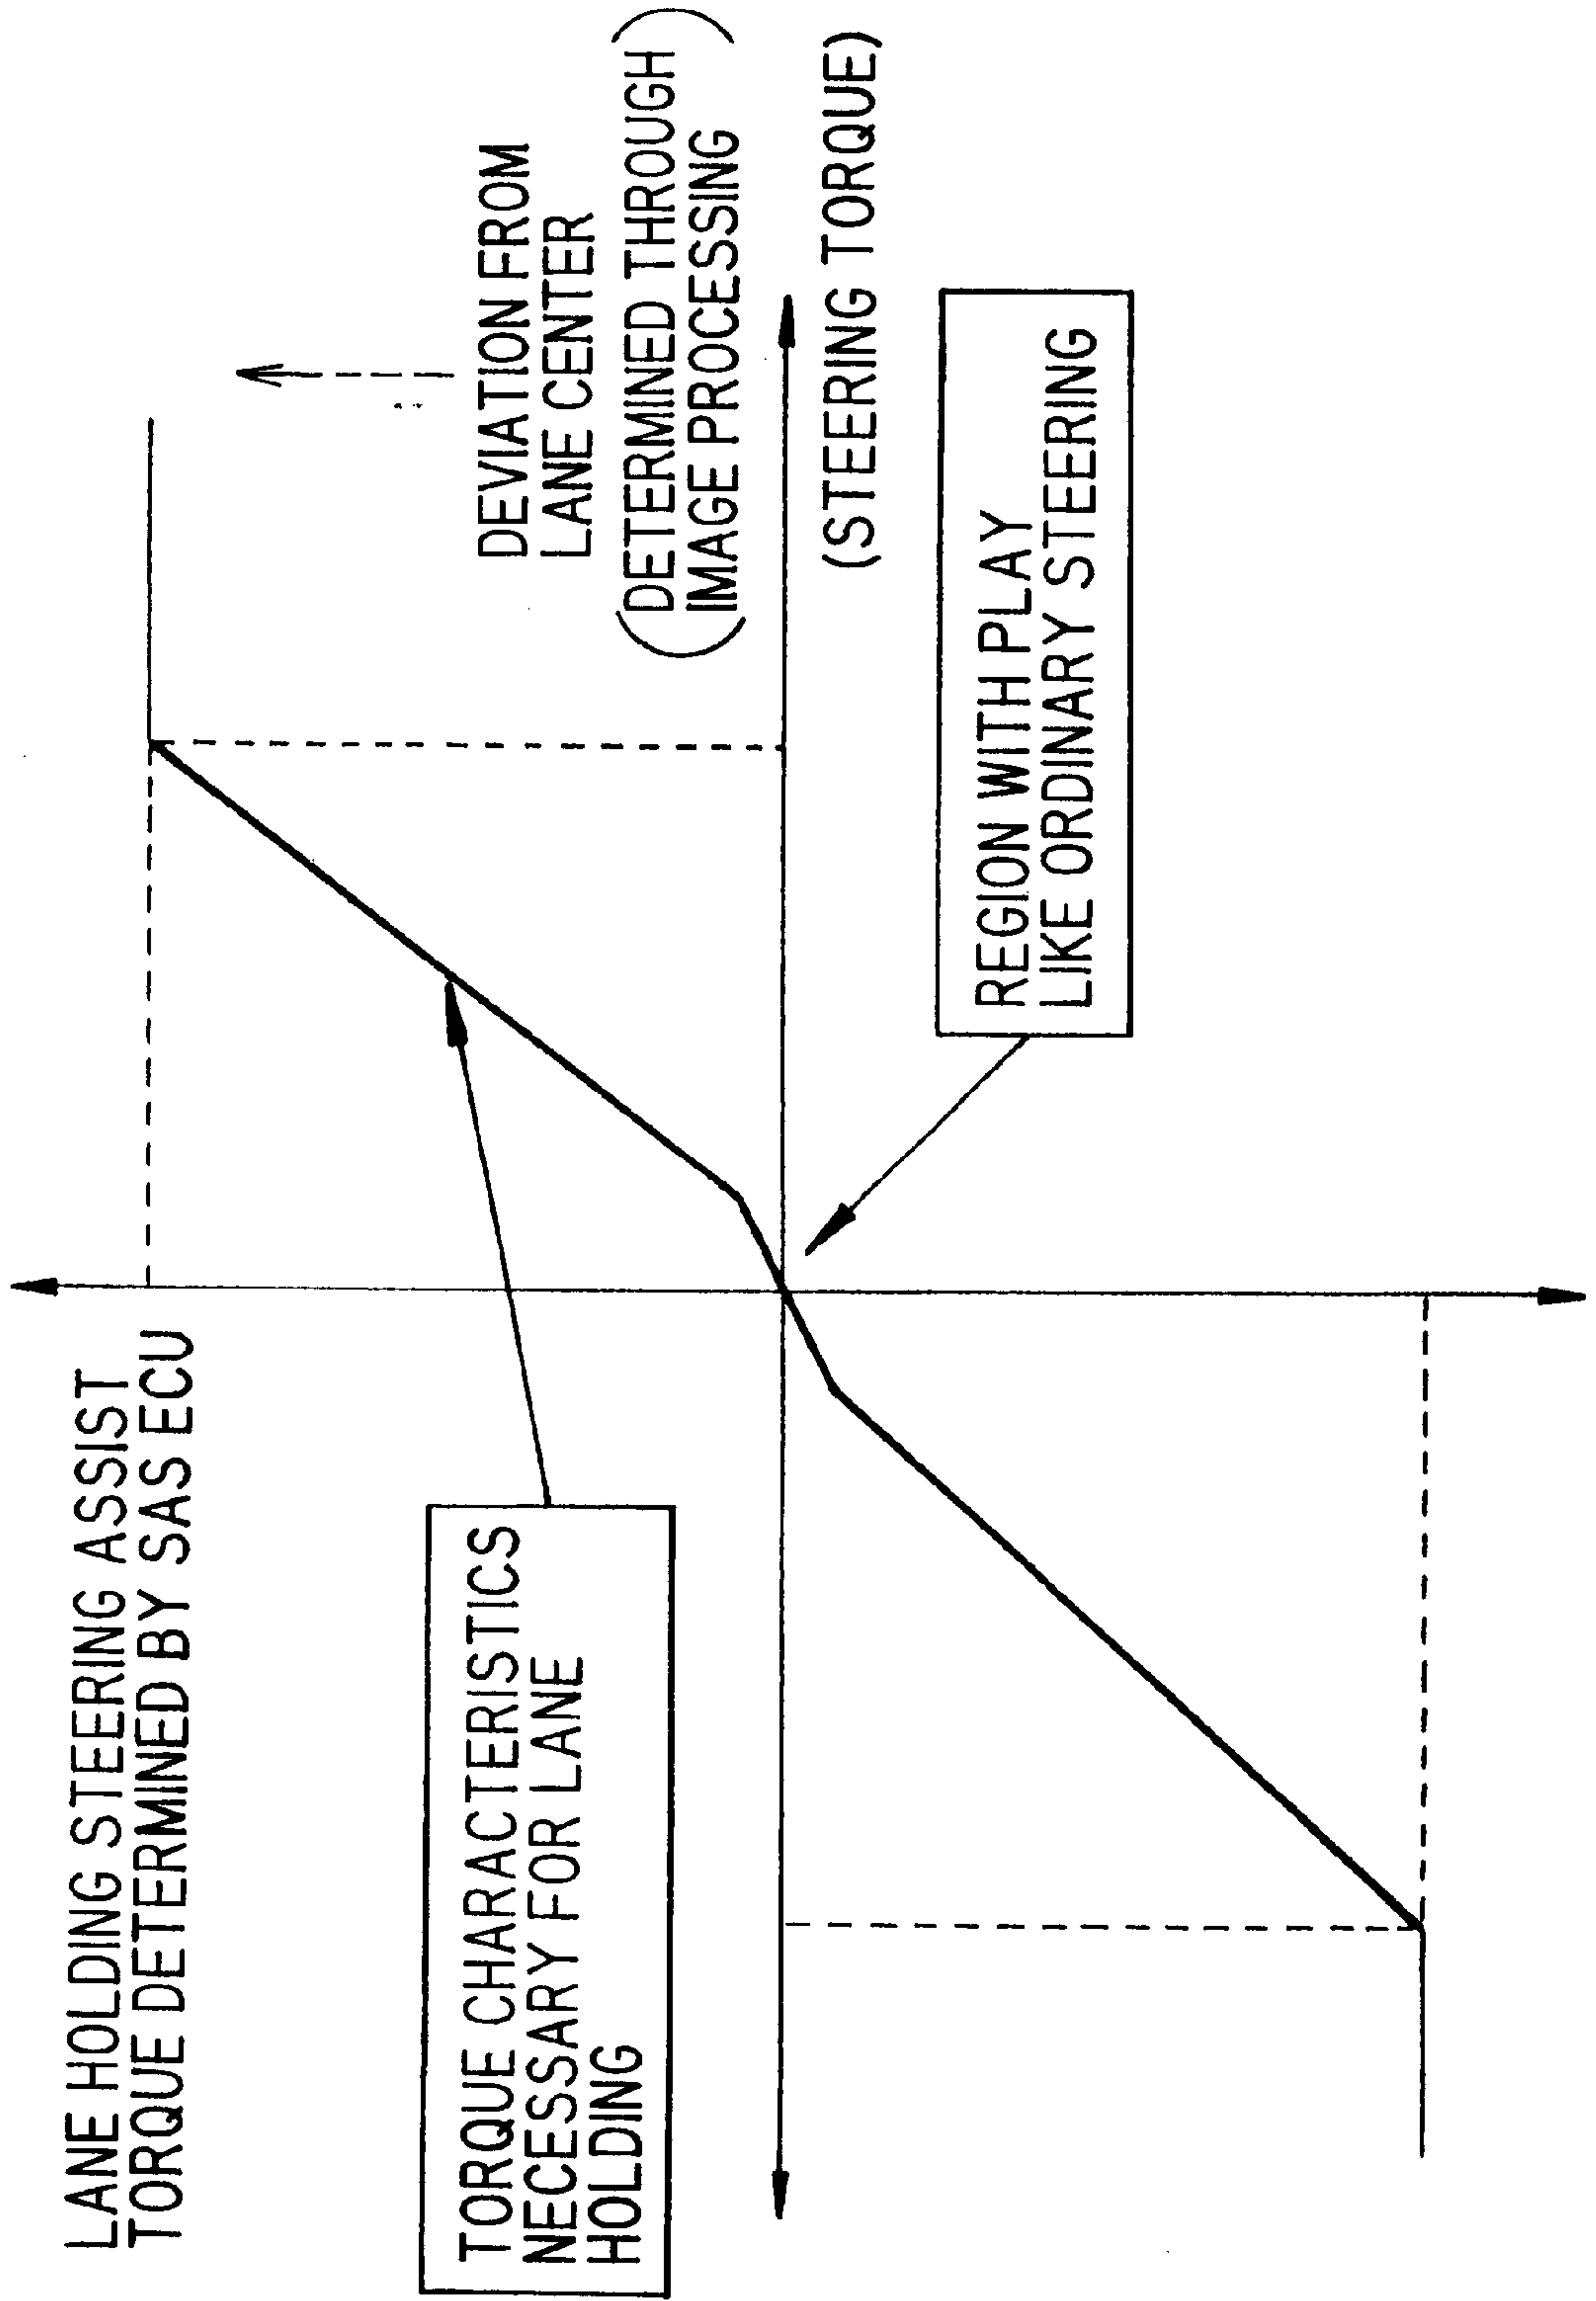 LANE HOLDING STEERING ASSIST
TORQUE DETERMINED BY SAS ECU
TORQUE CHARACTERISTICS
NECESSARY FOR LANE
HOLDING
DEVIATION FROM
LANE CENTER
(DETERMINED THROUGH
IMAGE PROCESSING)
(STEERING TORQUE)
REGION WITH PLAY
LIKE ORDINARY STEERING